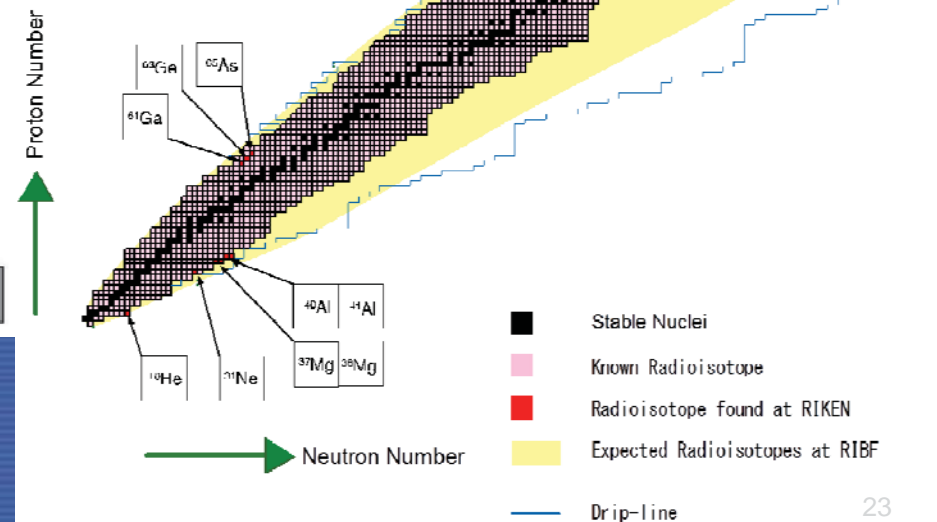 Proton Number
⁶³Ge
⁶⁵As
⁶¹Ga
⁴⁰Al ⁴¹Al
³⁷Mg ³⁸Mg
¹⁰He
³¹Ne
Neutron Number
Stable Nuclei
Known Radioisotope
Radioisotope found at RIKEN
Expected Radioisotopes at RIBF
Drip-line
23